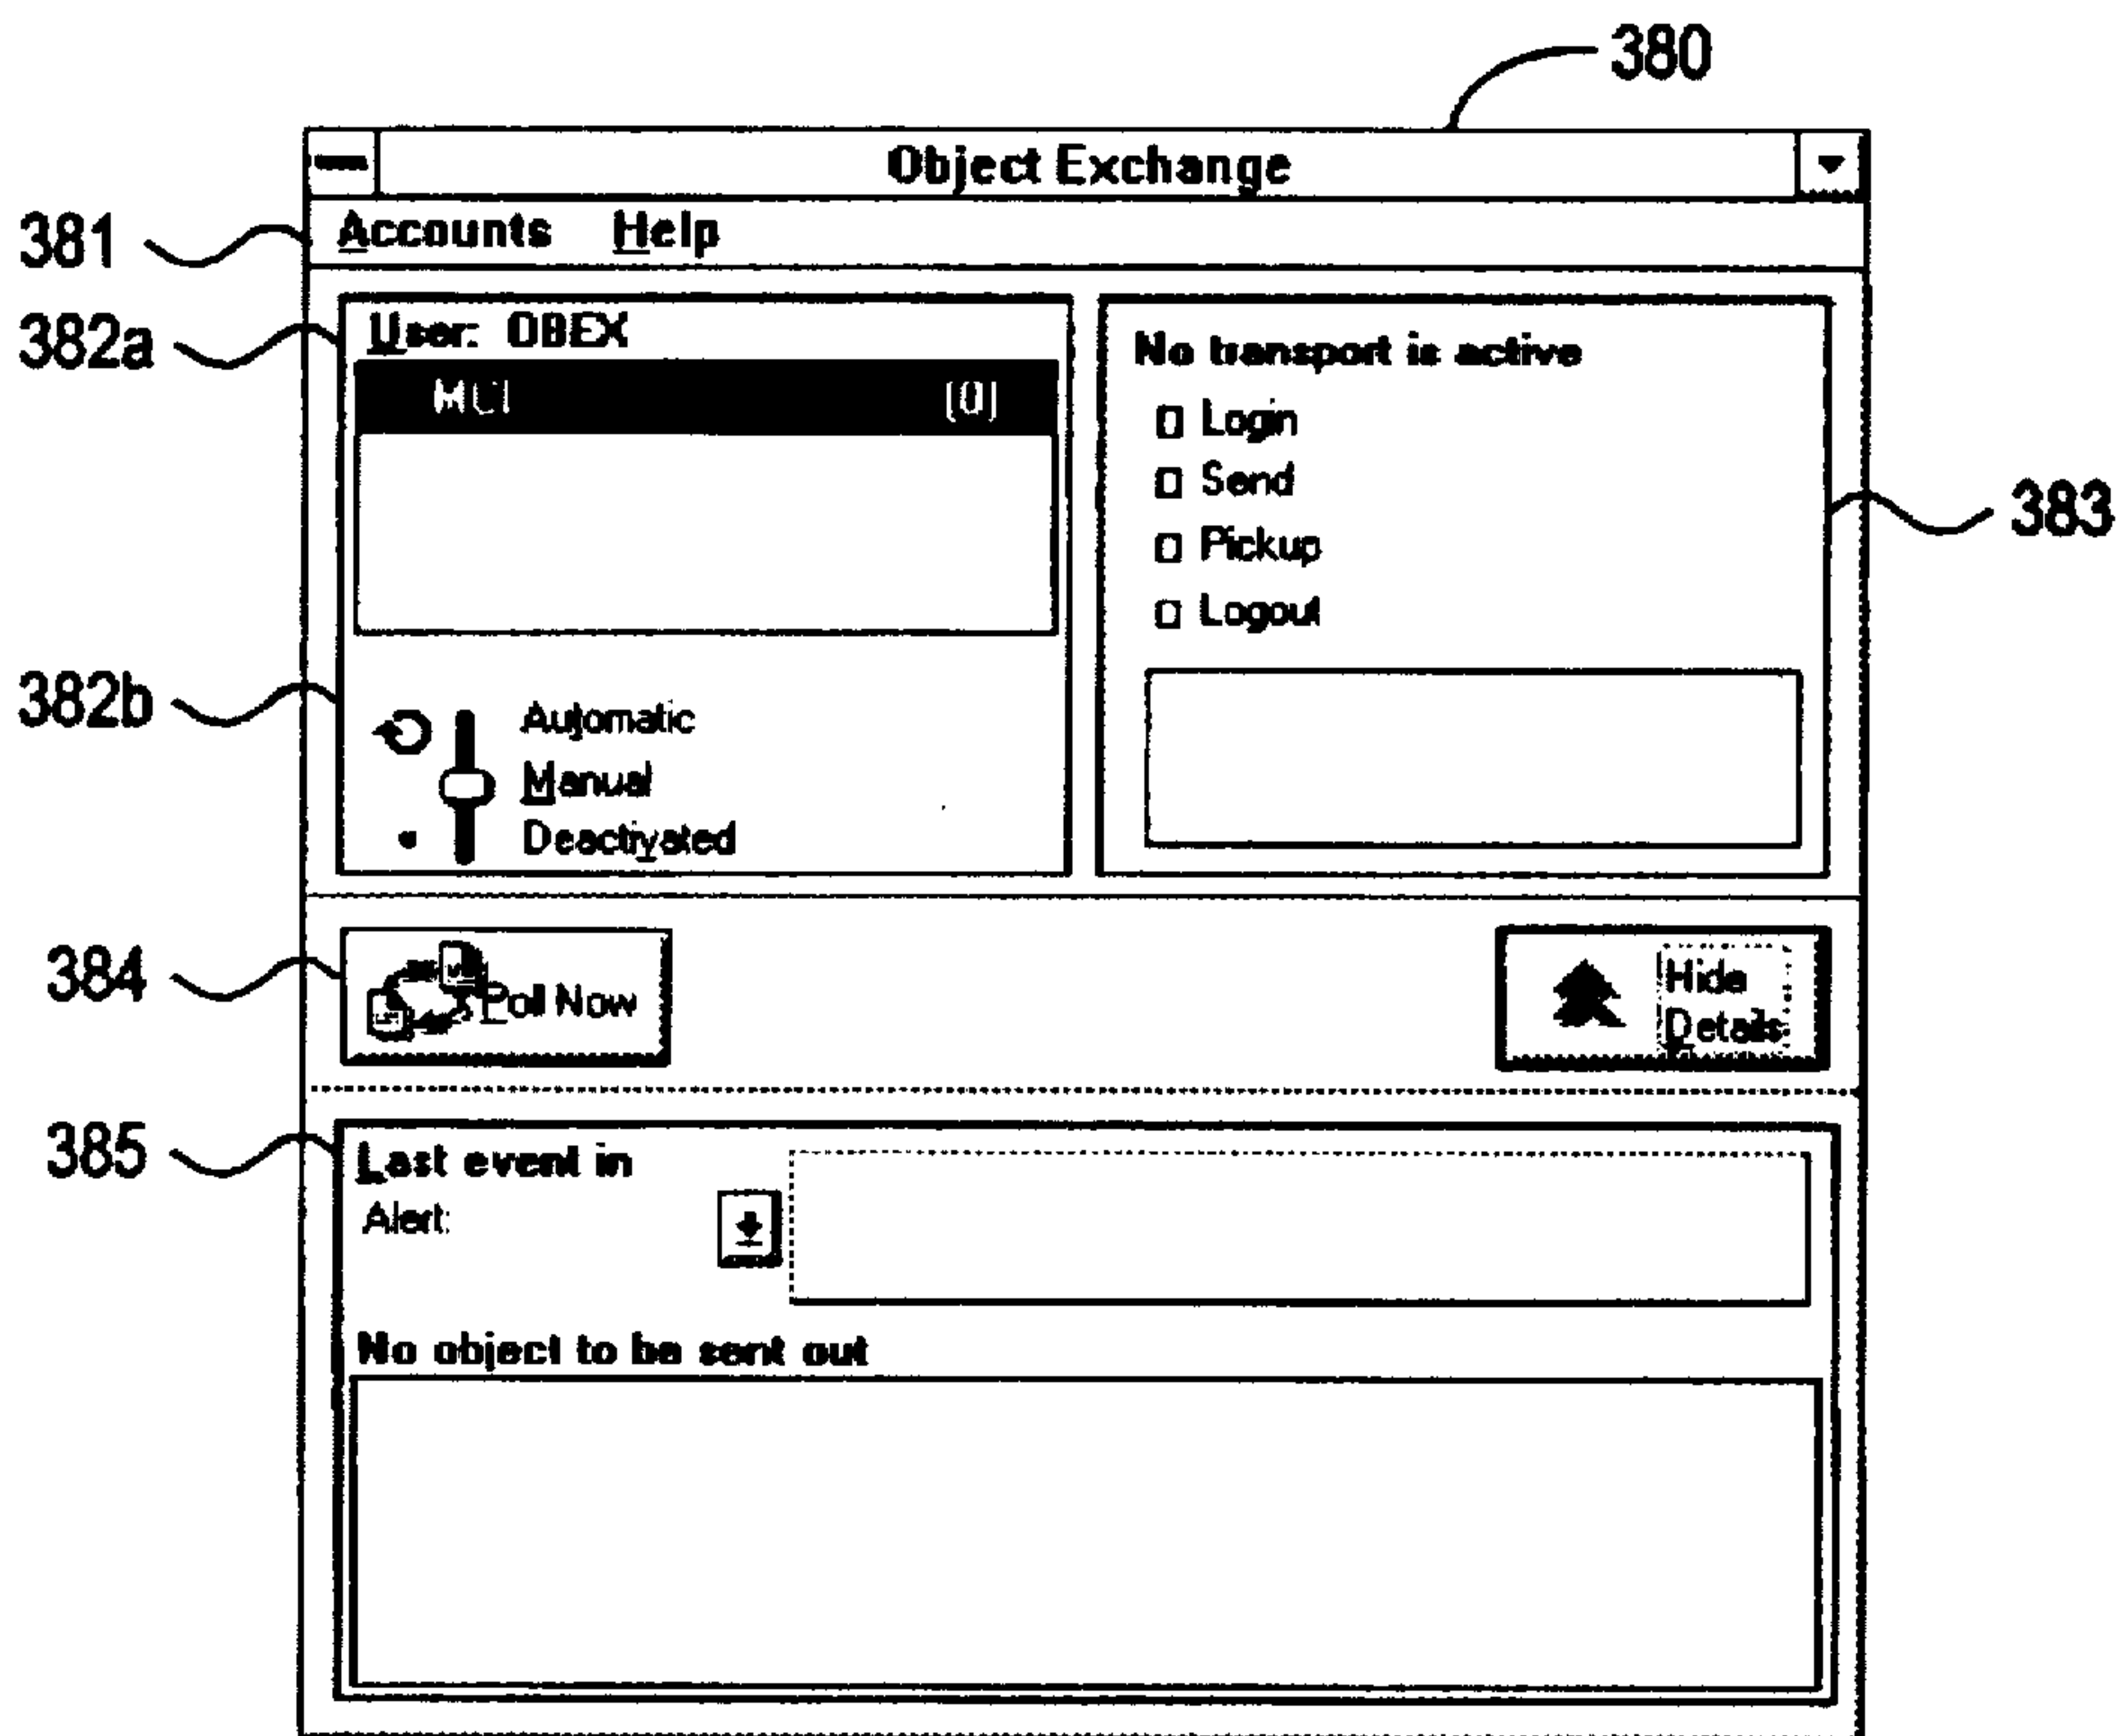 380
Object Exchange
381
Accounts Help
382a
User: OBEX
MCI (0)
No transport is active
Login
Send
Pickup
Logout
383
382b
Automatic
Manual
Deactivated
384
Poll Now
Hide
Details
385
Last event in
Alert:
No object to be sent out